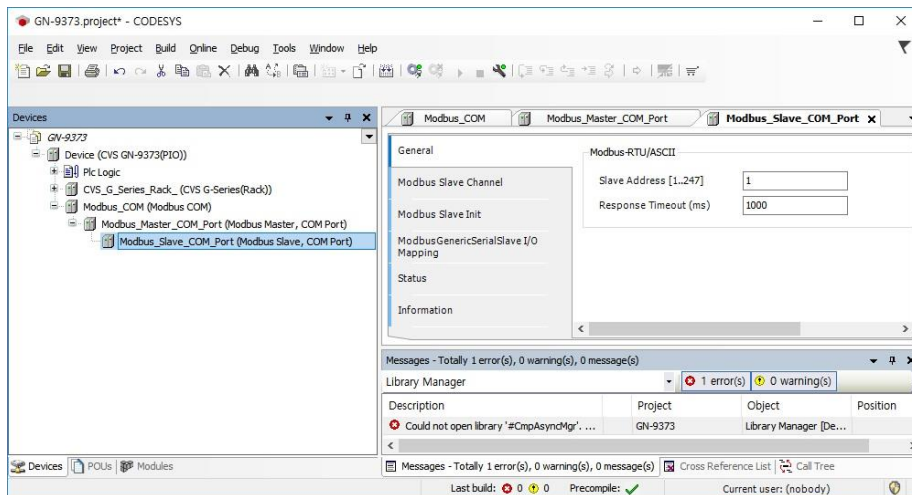 GN-9373.project* - CODESYS
File Edit View Project Build Online Debug Tools Window Help
Devices
GN-9373
Device (CVS GN-9373(PIO))
Plc Logic
CVS_G_Series_Rack_ (CVS G-Series(Rack))
Modbus_COM (Modbus COM)
Modbus_Master_COM_Port (Modbus Master, COM Port)
Modbus_Slave_COM_Port (Modbus Slave, COM Port)
Devices POUs Modules
Modbus_COM Modbus_Master_COM_Port Modbus_Slave_COM_Port
General
Modbus Slave Channel
Modbus Slave Init
ModbusGenericSerialSlave I/O
Mapping
Status
Information
Modbus-RTU/ASCII
Slave Address [1..247] 1
Response Timeout (ms) 1000
Messages - Totally 1 error(s), 0 warning(s), 0 message(s)
Library Manager 1 error(s) 0 warning(s)
Description Project Object Position
Could not open library '#CmpAsyncMgr'. ... GN-9373 Library Manager [De...
Messages - Totally 1 error(s), 0 warning(s), 0 message(s) Cross Reference List Call Tree
Last build: 0 0 Precompile: Current user: (nobody)